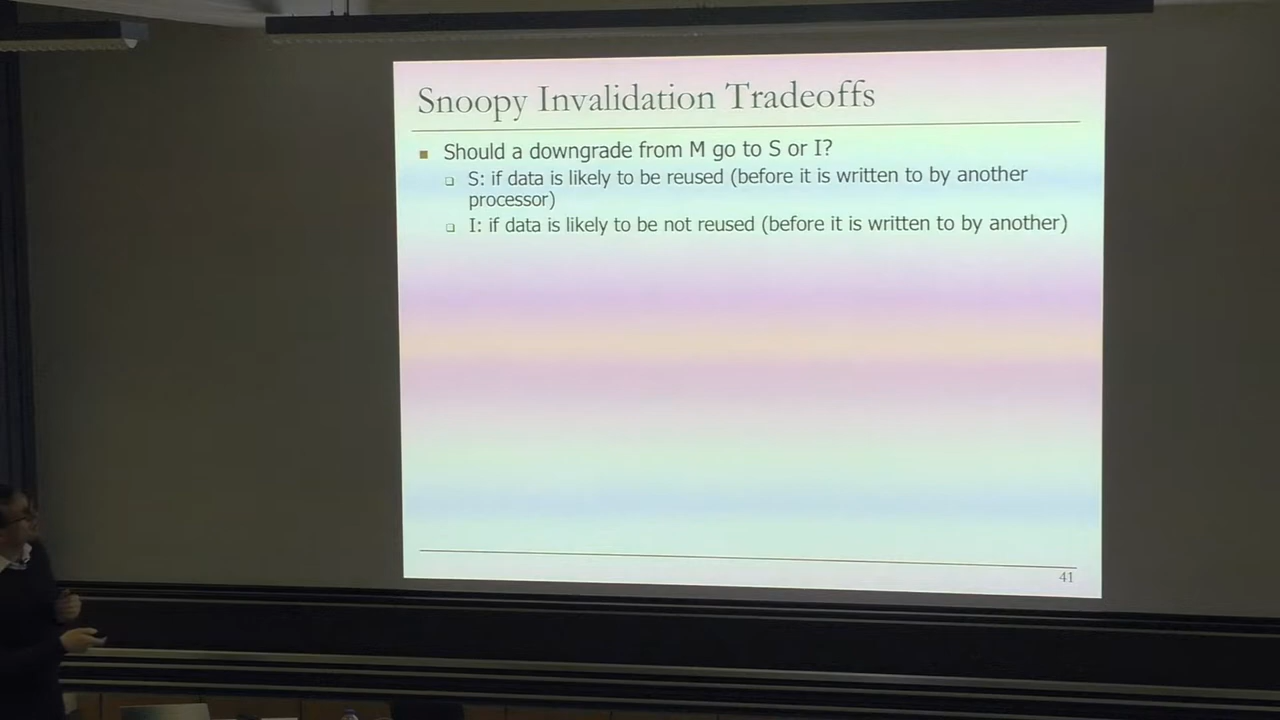 Snoopy Invalidation Tradeoffs
Should a downgrade from M go to S or I?
S: if data is likely to be reused (before it is written to by another
processor)
I: if data is likely to be not reused (before it is written to by another)
41